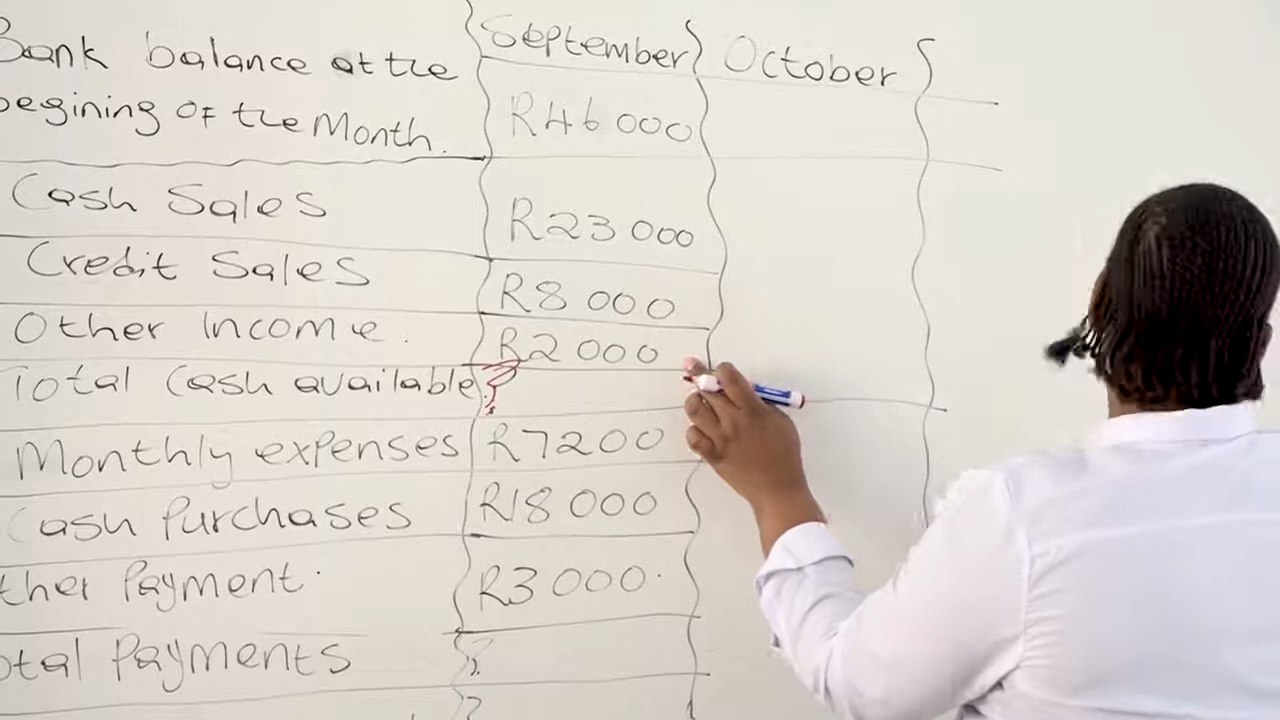 September October
Bank balance at the
begining of the Month. R46 000
Cash Sales R23 000
Credit Sales R8 000
Other Income. R2 000
Total Cash available ?
Monthly expenses R7200
Cash Purchases R18 000
ther Payment. R3 000.
otal Payments ?
?